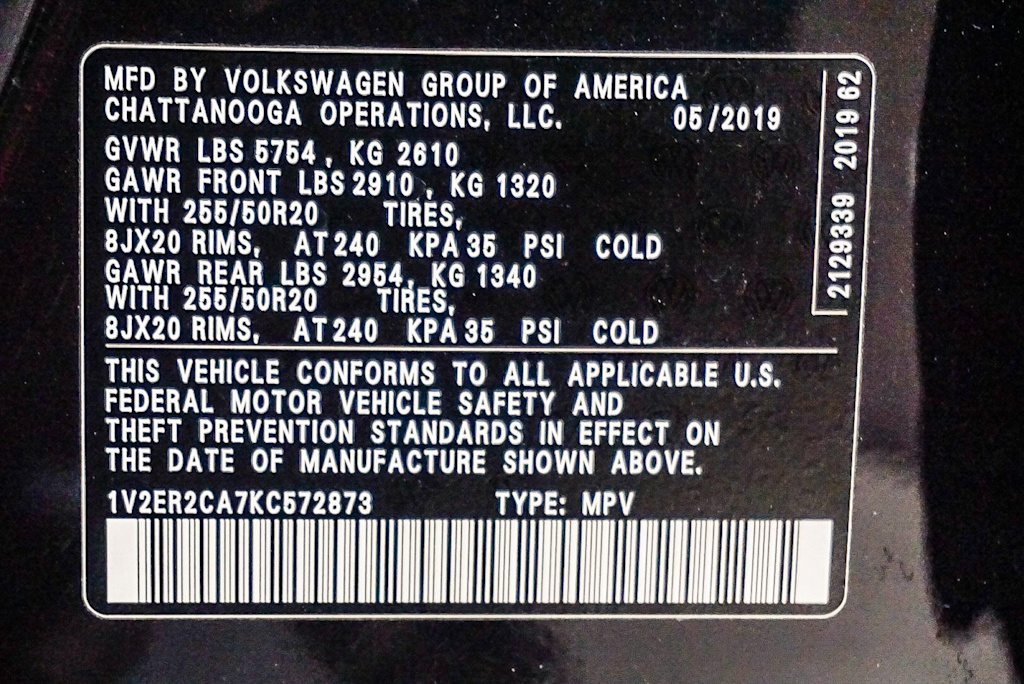 MFD BY VOLKSWAGEN GROUP OF AMERICA
CHATTANOOGA OPERATIONS, LLC. 05/2019
GVWR LBS 5754, KG 2610
GAWR FRONT LBS 2910, KG 1320
WITH 255/50R20 TIRES,
8JX20 RIMS, AT 240 KPA 35 PSI COLD
GAWR REAR LBS 2954, KG 1340
WITH 255/50R20 TIRES,
8JX20 RIMS, AT 240 KPA 35 PSI COLD
THIS VEHICLE CONFORMS TO ALL APPLICABLE U.S.
FEDERAL MOTOR VEHICLE SAFETY AND
THEFT PREVENTION STANDARDS IN EFFECT ON
THE DATE OF MANUFACTURE SHOWN ABOVE.
1V2ER2CA7KC572873 TYPE: MPV
2129339 2019 62